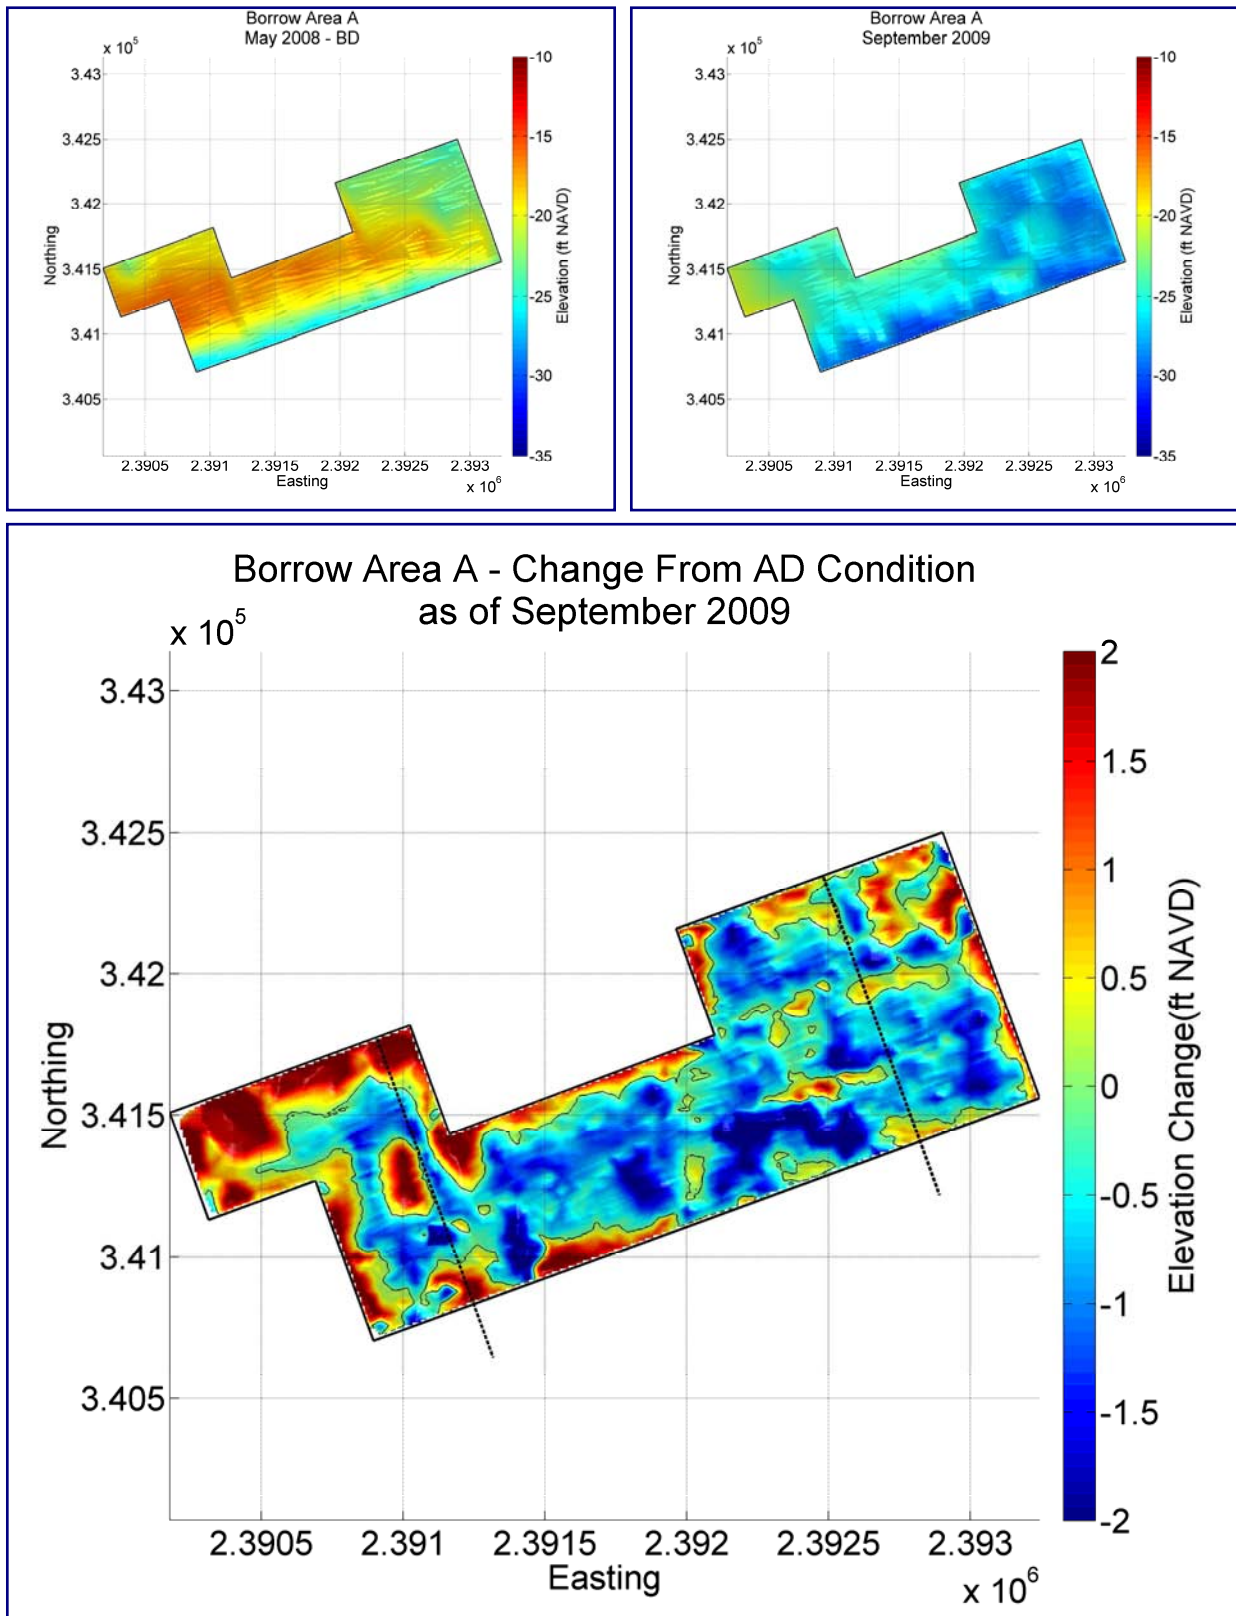 Borrow Area A
May 2008 - BD
x 10^5
3.43
3.425
3.42
3.415
3.41
3.405
Northing
2.3905 2.391 2.3915 2.392 2.3925 2.393
Easting
x 10^6
-10
-15
-20
-25
-30
-35
Elevation (ft NAVD)
Borrow Area A
September 2009
x 10^5
3.43
3.425
3.42
3.415
3.41
3.405
Northing
2.3905 2.391 2.3915 2.392 2.3925 2.393
Easting
x 10^6
-10
-15
-20
-25
-30
-35
Elevation (ft NAVD)
Borrow Area A - Change From AD Condition
as of September 2009
x 10^5
3.43
3.425
3.42
3.415
3.41
3.405
Northing
2.3905 2.391 2.3915 2.392 2.3925 2.393
Easting
x 10^6
2
1.5
1
0.5
0
-0.5
-1
-1.5
-2
Elevation Change(ft NAVD)